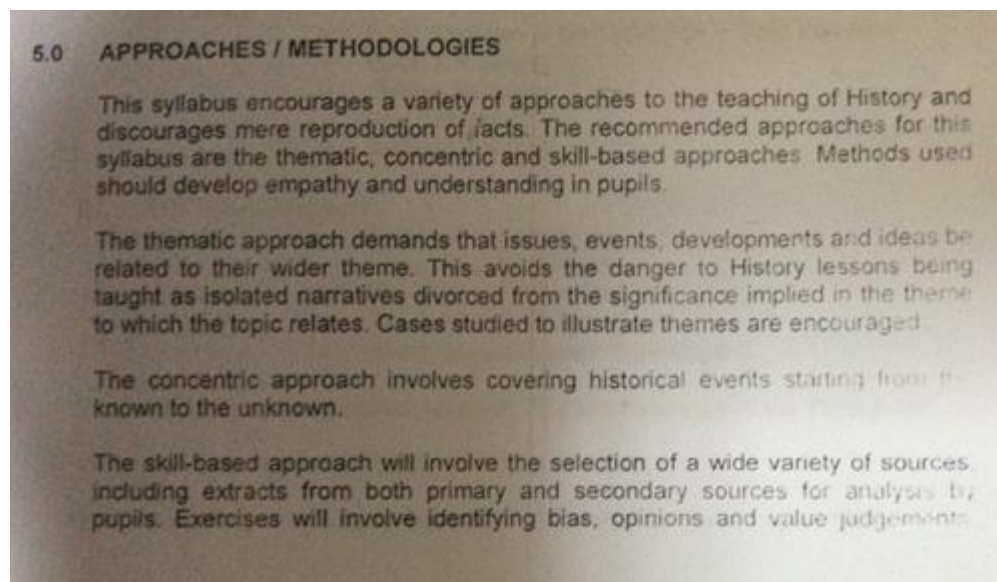 5.0 APPROACHES / METHODOLOGIES
This syllabus encourages a variety of approaches to the teaching of History and
discourages mere reproduction of facts. The recommended approaches for this
syllabus are the thematic, concentric and skill-based approaches. Methods used
should develop empathy and understanding in pupils.
The thematic approach demands that issues, events, developments and ideas be
related to their wider theme. This avoids the danger to History lessons being
taught as isolated narratives divorced from the significance implied in the theme
to which the topic relates. Cases studied to illustrate themes are encouraged
The concentric approach involves covering historical events starting from the
known to the unknown.
The skill-based approach will involve the selection of a wide variety of sources
including extracts from both primary and secondary sources for analysis by
pupils. Exercises will involve identifying bias, opinions and value judgements.